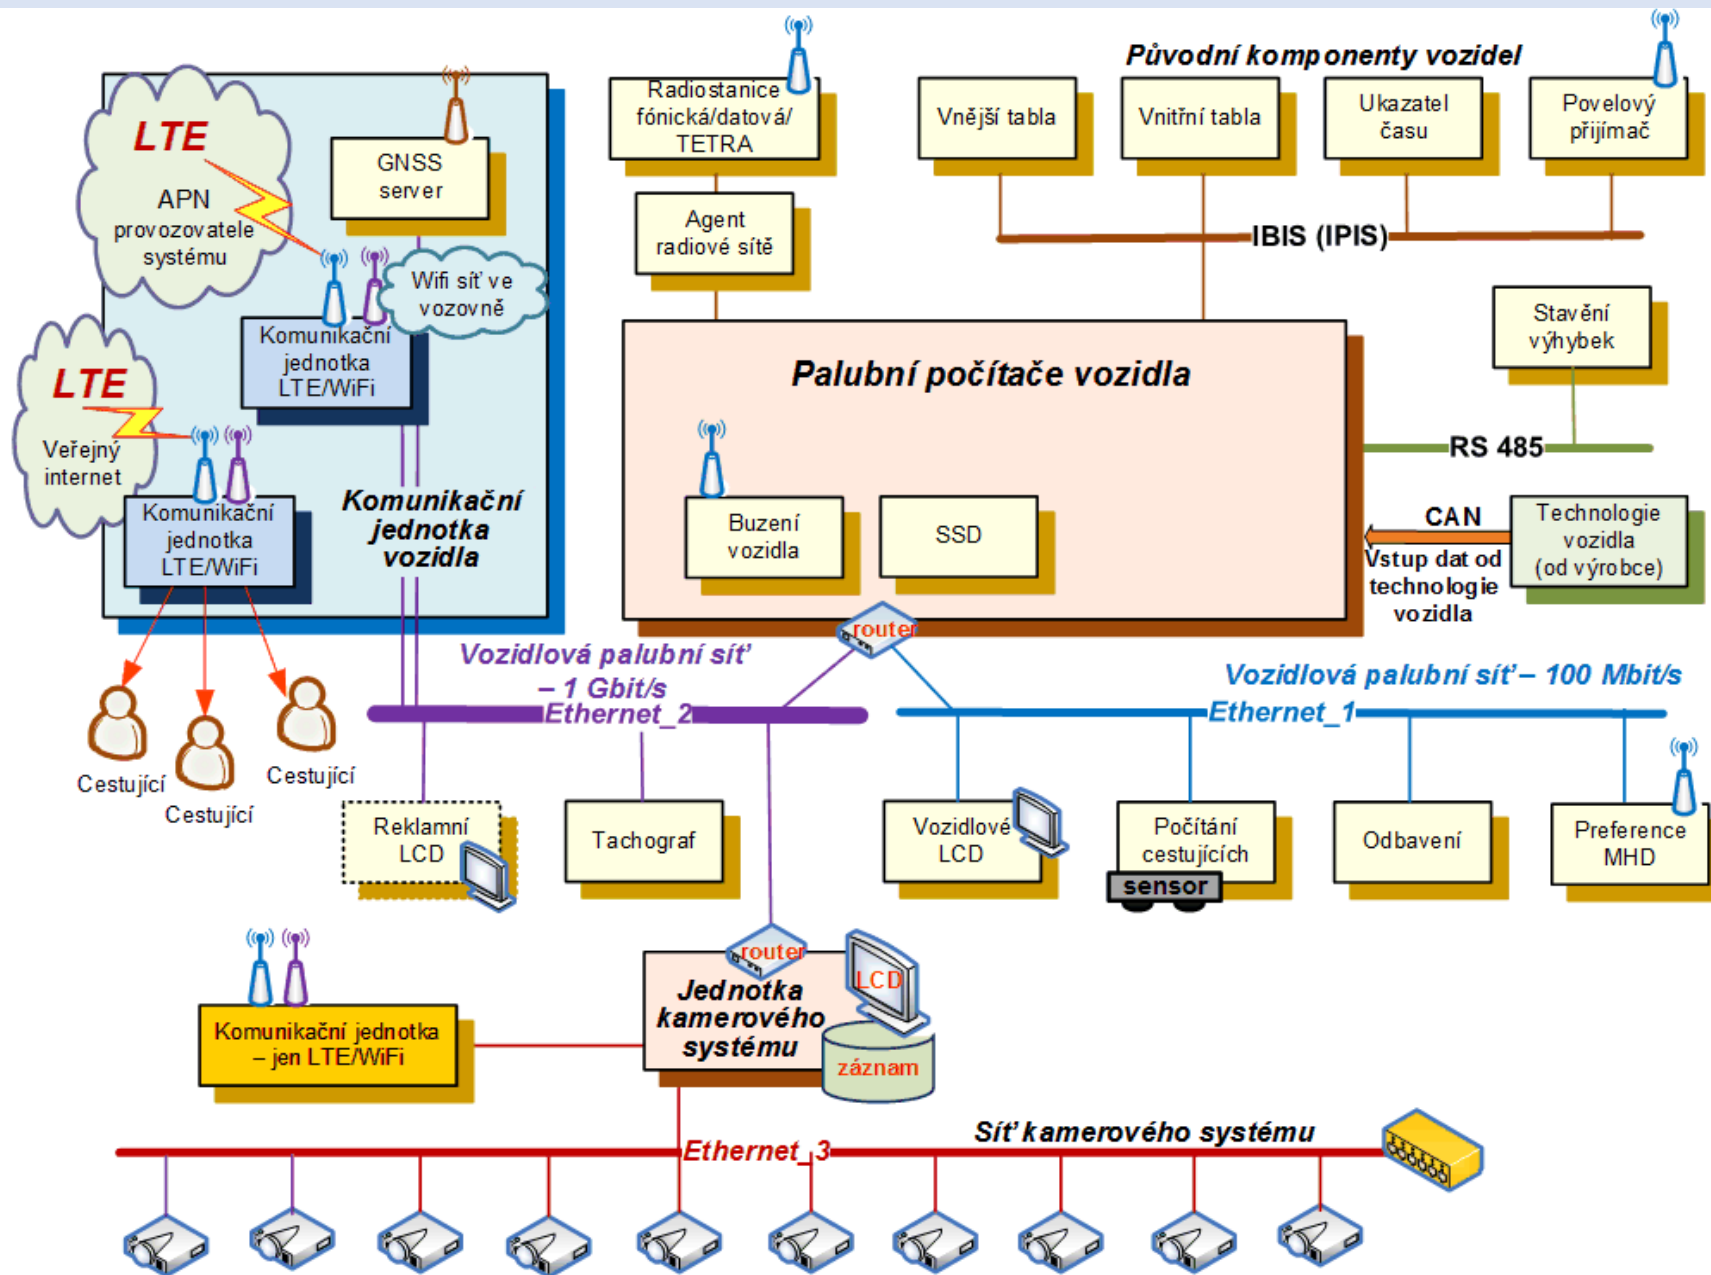 Původní komponenty vozidel
Radiostanice
fónická/datová/
TETRA
Vnější tabla
Vnitřní tabla
Ukazatel
času
Povelový
přijímač
LTE
APN
provozovatele
systému
GNSS
server
Agent
radiové sítě
IBIS (IPIS)
Wifi síť ve
vozovně
Komunikační
jednotka
LTE/WiFi
Stavění
výhybek
Palubní počítače vozidla
LTE
Veřejný
internet
RS 485
Komunikační
jednotka
vozidla
Komunikační
jednotka
LTE/WiFi
Buzení
vozidla
SSD
CAN
Vstup dat od
technologie
vozidla
Technologie
vozidla
(od výrobce)
router
Vozidlová palubní síť
– 1 Gbit/s
Ethernet_2
Vozidlová palubní síť – 100 Mbit/s
Ethernet_1
Cestující
Cestující
Cestující
Reklamní
LCD
Tachograf
Vozidlové
LCD
Počítání
cestujících
sensor
Odbavení
Preference
MHD
router
LCD
Jednotka
kamerového
systému
záznam
Komunikační jednotka
– jen LTE/WiFi
Síť kamerového systému
Ethernet_3